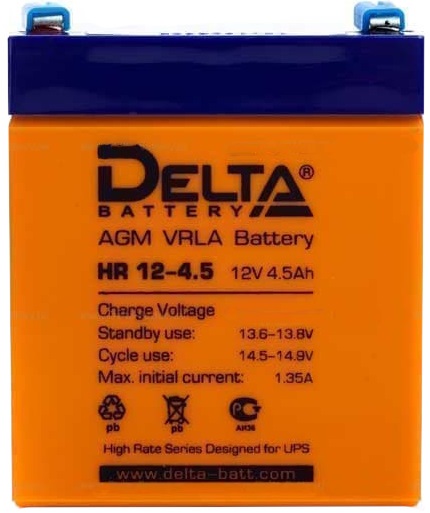 DELTA®
BATTERY
AGM VRLA Battery
HR 12-4.5 12V 4.5Ah
Charge Voltage
Standby use: 13.6-13.8V
Cycle use: 14.5-14.9V
Max. initial current: 1.35A
pb pb АЯ36
High Rate Series Designed for UPS
www.delta-batt.com